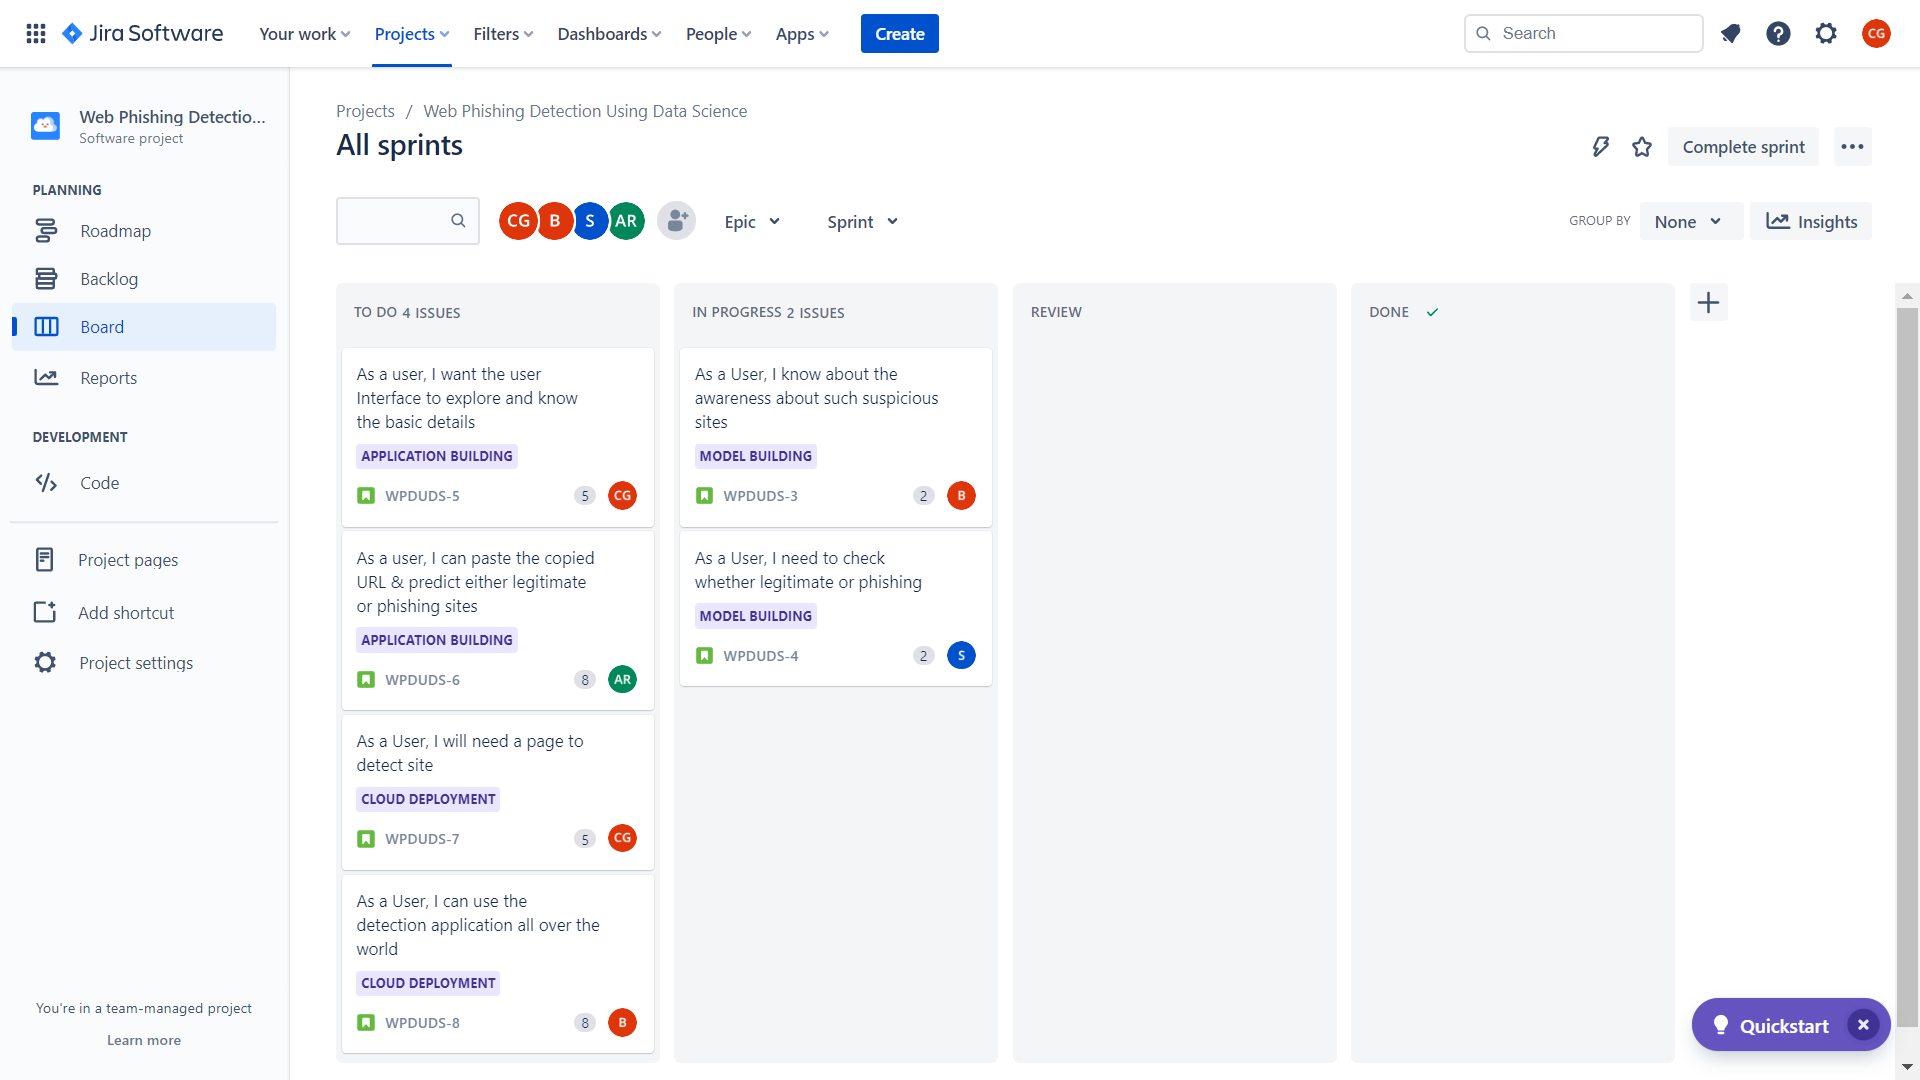 Jira Software
Your work
Projects
Filters
Dashboards
People
Apps
Create
Search
CG
Web Phishing Detectio...
Software project
PLANNING
Roadmap
Backlog
Board
Reports
DEVELOPMENT
Code
Project pages
Add shortcut
Project settings
You're in a team-managed project
Learn more
Projects / Web Phishing Detection Using Data Science
All sprints
Complete sprint
CG B S AR
Epic
Sprint
GROUP BY
None
Insights
TO DO 4 ISSUES
As a user, I want the user
Interface to explore and know
the basic details
APPLICATION BUILDING
WPDUDS-5 5 CG
As a user, I can paste the copied
URL & predict either legitimate
or phishing sites
APPLICATION BUILDING
WPDUDS-6 8 AR
As a User, I will need a page to
detect site
CLOUD DEPLOYMENT
WPDUDS-7 5 CG
As a User, I can use the
detection application all over the
world
CLOUD DEPLOYMENT
WPDUDS-8 8 B
IN PROGRESS 2 ISSUES
As a User, I know about the
awareness about such suspicious
sites
MODEL BUILDING
WPDUDS-3 2 B
As a User, I need to check
whether legitimate or phishing
MODEL BUILDING
WPDUDS-4 2 S
REVIEW
DONE
Quickstart